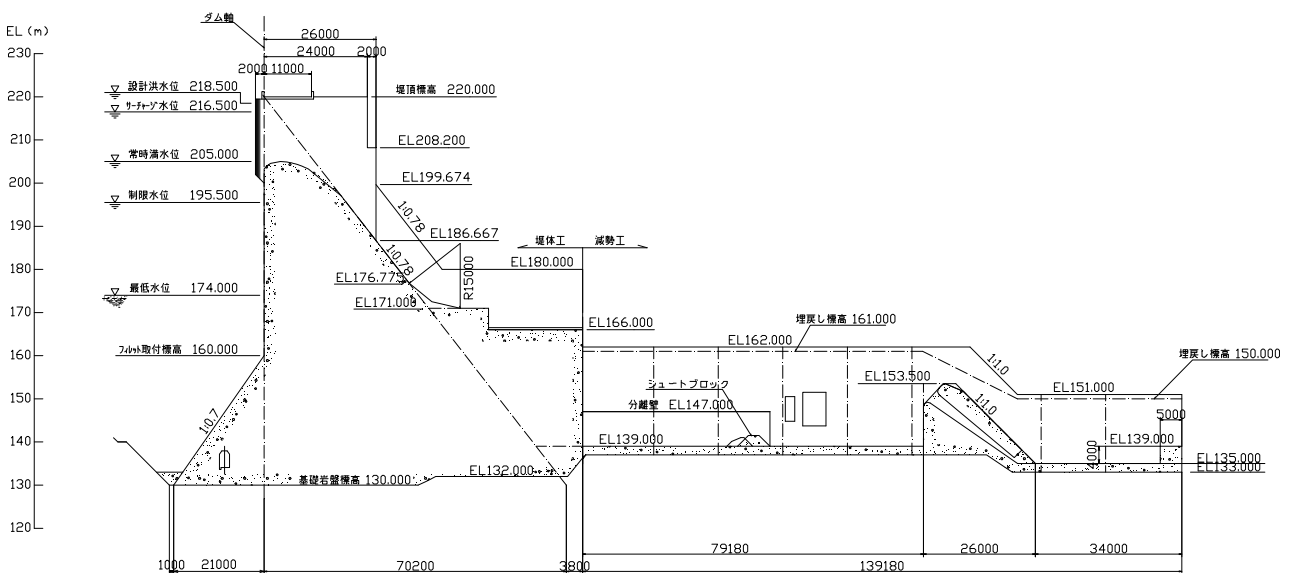 ダム軸
EL (m)
26000
24000
2000
230
2000
11000
設計洪水位 218.500
220
堤頂標高 220.000
サーチャージ水位 216.500
210
EL208.200
常時満水位 205.000
200
EL199.674
制限水位 195.500
190
1:0.78
EL186.667
堤体工
減勢工
180
1:0.78
EL180.000
EL176.775
R15000
最低水位 174.000
170
EL171.000
EL166.000
埋戻し標高 161.000
160
フィレット取付標高 160.000
EL162.000
埋戻し標高 150.000
1:1.0
シュートブロック
EL153.500
EL151.000
150
分離壁 EL147.000
1:1.0
5000
1:0.7
140
EL139.000
EL139.000
4000
EL132.000
EL135.000
EL133.000
130
基礎岩盤標高 130.000
120
79180
26000
34000
1000
21000
70200
3800
139180